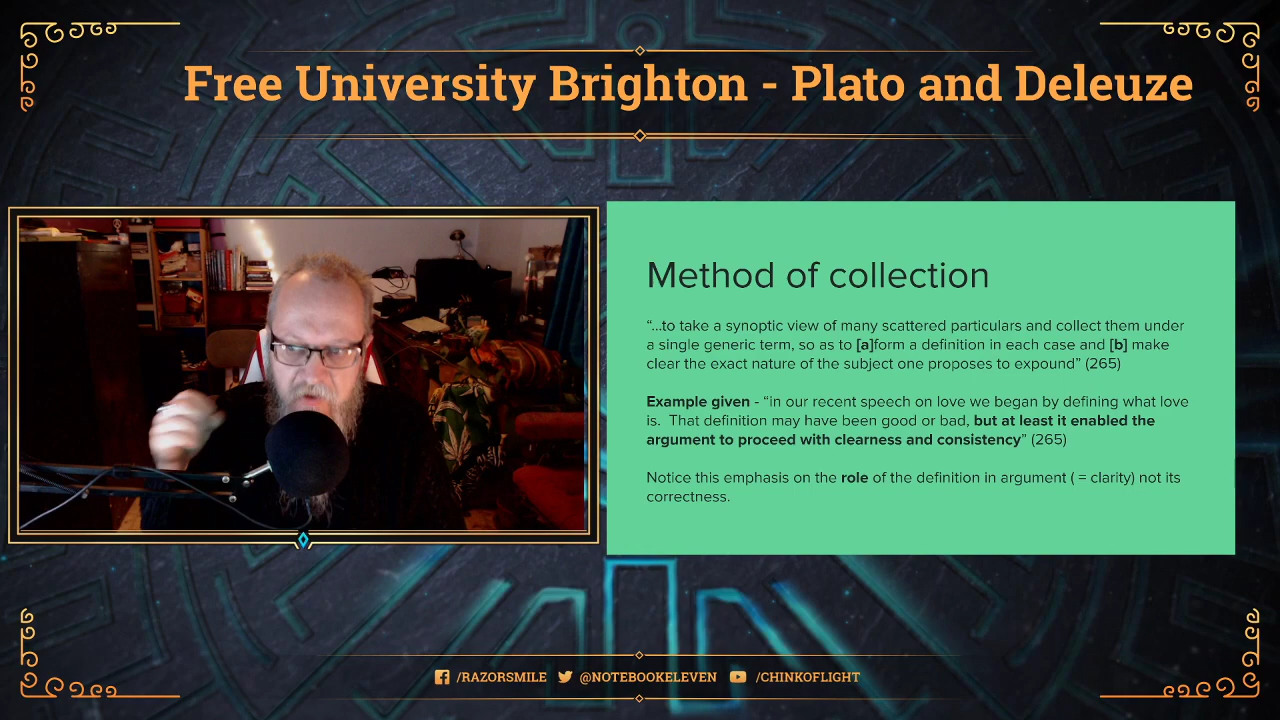 Free University Brighton - Plato and Deleuze
Method of collection
“...to take a synoptic view of many scattered particulars and collect them under
a single generic term, so as to [a]form a definition in each case and [b] make
clear the exact nature of the subject one proposes to expound” (265)
Example given - “in our recent speech on love we began by defining what love
is.  That definition may have been good or bad, but at least it enabled the
argument to proceed with clearness and consistency” (265)
Notice this emphasis on the role of the definition in argument ( = clarity) not its
correctness.
/RAZORSMILE @NOTEBOOKELEVEN /CHINKOFLIGHT